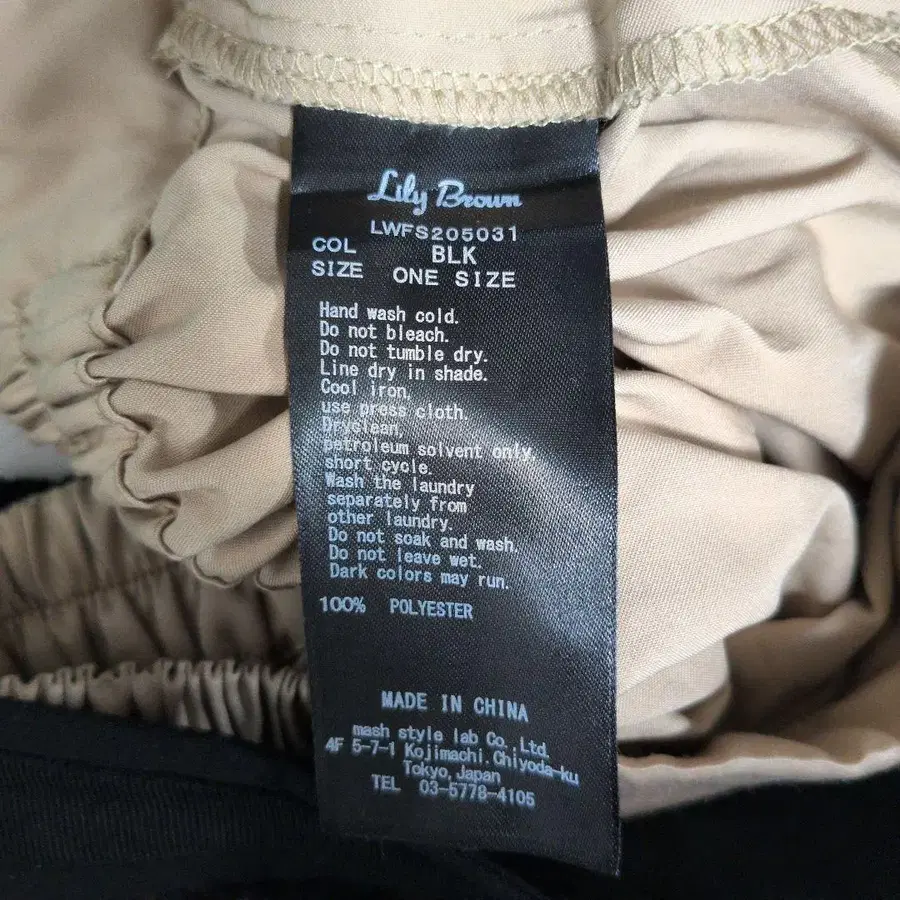 Lily Brown
LWFS205031
COL BLK
SIZE ONE SIZE
Hand wash cold.
Do not bleach.
Do not tumble dry.
Line dry in shade.
Cool iron,
use press cloth.
Dryclean,
petroleum solvent only,
short cycle.
Wash the laundry
separately from
other laundry.
Do not soak and wash.
Do not leave wet.
Dark colors may run.
100% POLYESTER
MADE IN CHINA
mash style lab Co., Ltd.
4F 5-7-1 Kojimachi,Chiyoda-ku
Tokyo,Japan
TEL 03-5778-4105